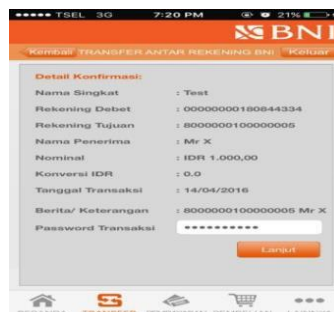 TSEL 3G 7:20 PM 21%
BNI
Kembali TRANSFER ANTAR REKENING BNI Keluar
Detail Konfirmasi:
Nama Singkat : Test
Rekening Debet : 00000000180844334
Rekening Tujuan : 8000000100000005
Nama Penerima : Mr X
Nominal : IDR 1.000,00
Konversi IDR : 0.0
Tanggal Transaksi : 14/04/2016
Berita/ Keterangan : 8000000100000005 Mr X
Password Transaksi ••••••••••
Lanjut